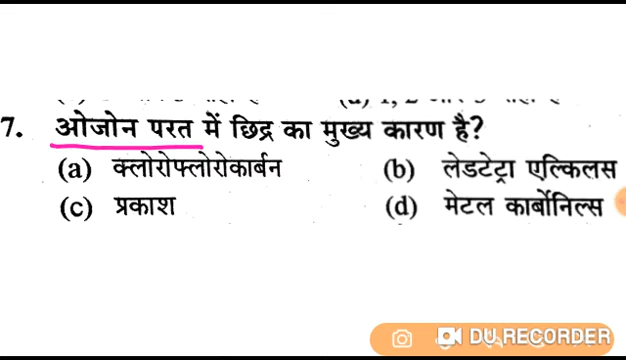 7. ओजोन परत में छिद्र का मुख्य कारण है?
(a) क्लोरोफ्लोरोकार्बन (b) लेडटेट्रा एल्किलस
(c) प्रकाश (d) मेटल कार्बोनिल्स
DU RECORDER